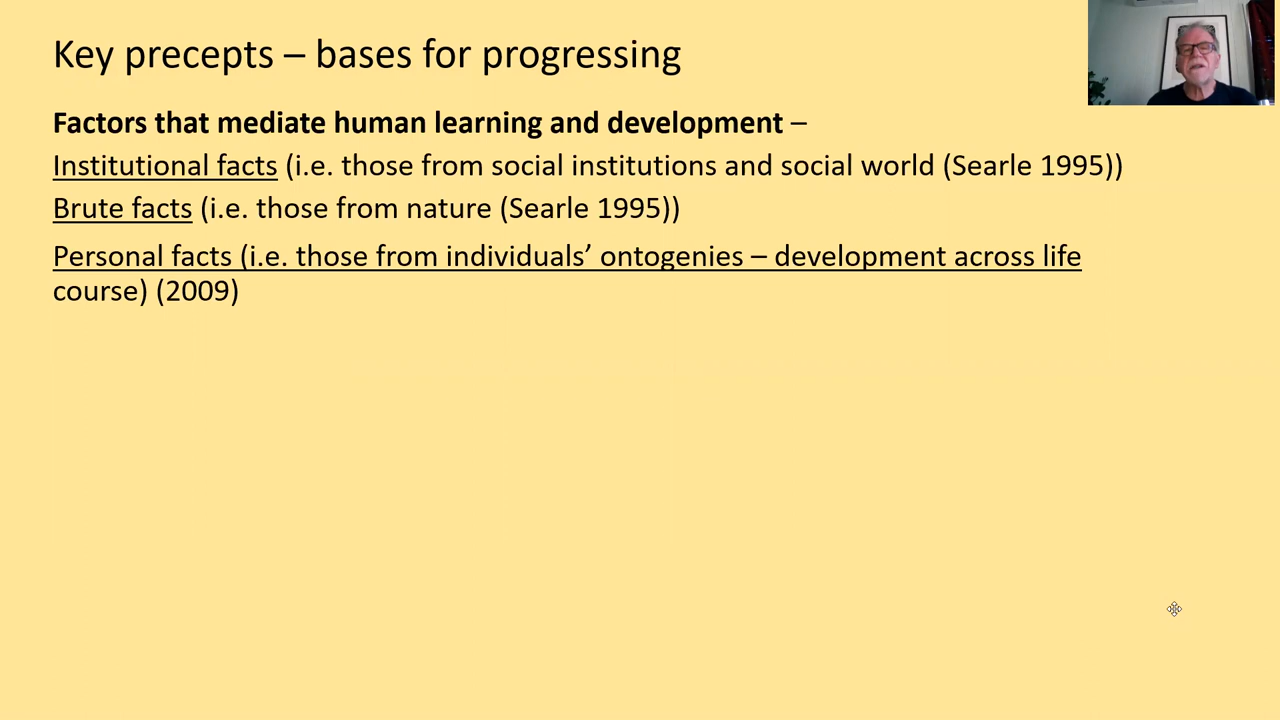 Key precepts – bases for progressing
Factors that mediate human learning and development –
Institutional facts (i.e. those from social institutions and social world (Searle 1995))
Brute facts (i.e. those from nature (Searle 1995))
Personal facts (i.e. those from individuals’ ontogenies – development across life
course) (2009)